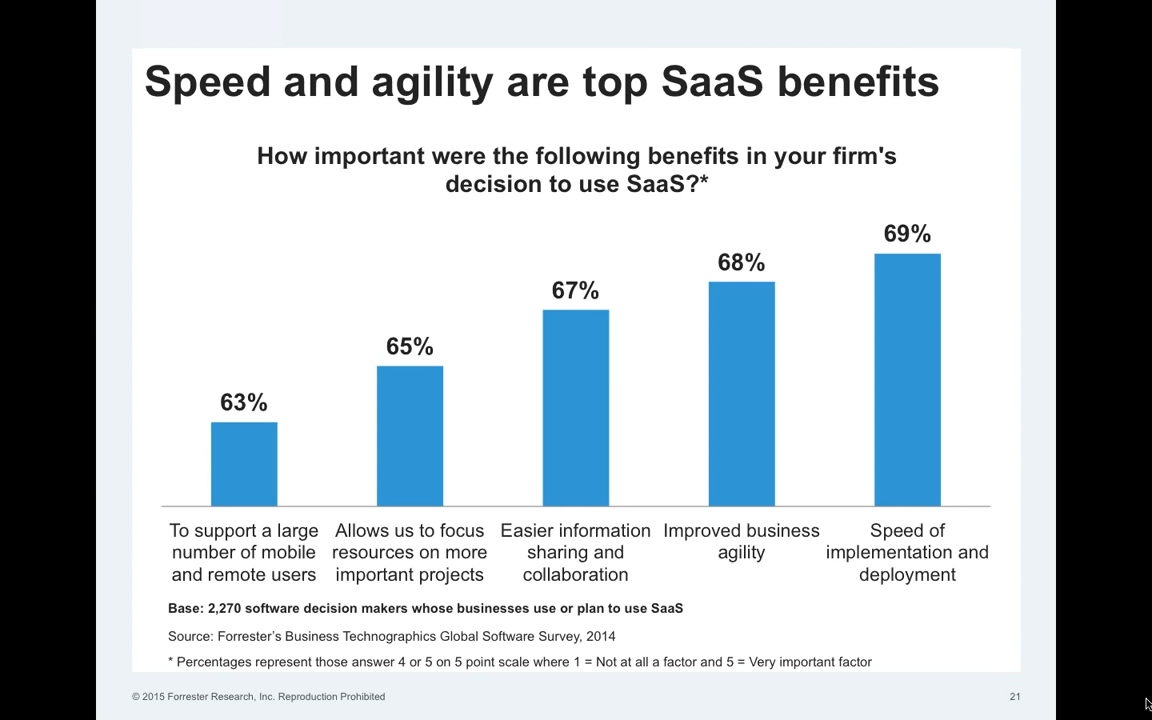 Speed and agility are top SaaS benefits
How important were the following benefits in your firm's
decision to use SaaS?*
63%
65%
67%
68%
69%
To support a large
number of mobile
and remote users
Allows us to focus
resources on more
important projects
Easier information
sharing and
collaboration
Improved business
agility
Speed of
implementation and
deployment
Base: 2,270 software decision makers whose businesses use or plan to use SaaS
Source: Forrester’s Business Technographics Global Software Survey, 2014
* Percentages represent those answer 4 or 5 on 5 point scale where 1 = Not at all a factor and 5 = Very important factor
© 2015 Forrester Research, Inc. Reproduction Prohibited
21